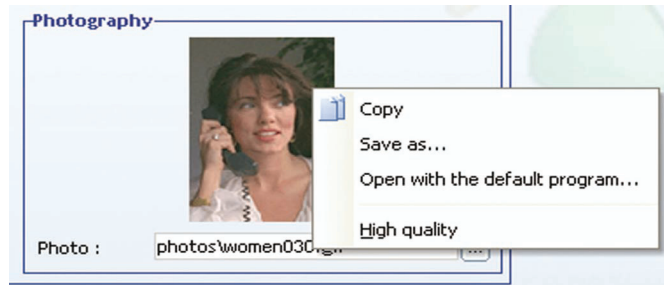 Photography
Copy
Save as...
Open with the default program...
High quality
Photo :
...